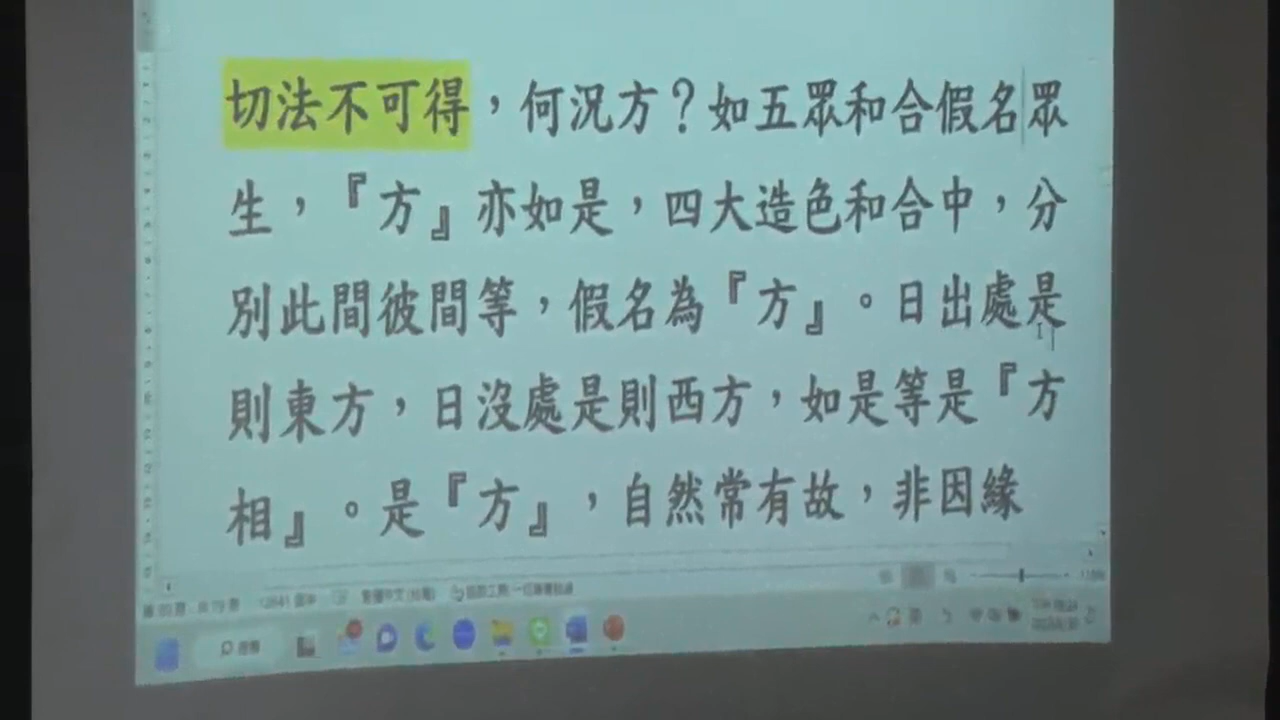 切法不可得，何況方？如五眾和合假名眾
生，『方』亦如是，四大造色和合中，分
別此間彼間等，假名為『方』。日出處是
則東方，日沒處是則西方，如是等是『方
相』。是『方』，自然常有故，非因緣